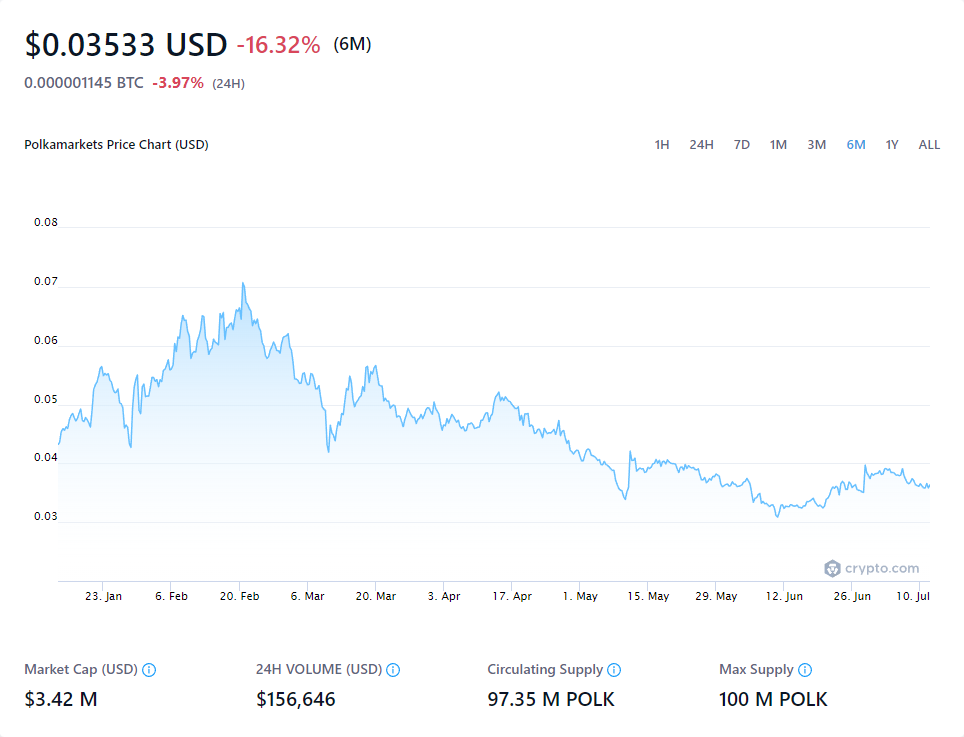 $0.03533 USD -16.32% (6M)
0.000001145 BTC -3.97% (24H)
Polkamarkets Price Chart (USD) 1H 24H 7D 1M 3M 6M 1Y ALL
0.08
0.07
0.06
0.05
0.04
0.03
crypto.com
23. Jan 6. Feb 20. Feb 6. Mar 20. Mar 3. Apr 17. Apr 1. May 15. May 29. May 12. Jun 26. Jun 10. Jul
Market Cap (USD) 24H VOLUME (USD) Circulating Supply Max Supply
$3.42 M $156,646 97.35 M POLK 100 M POLK